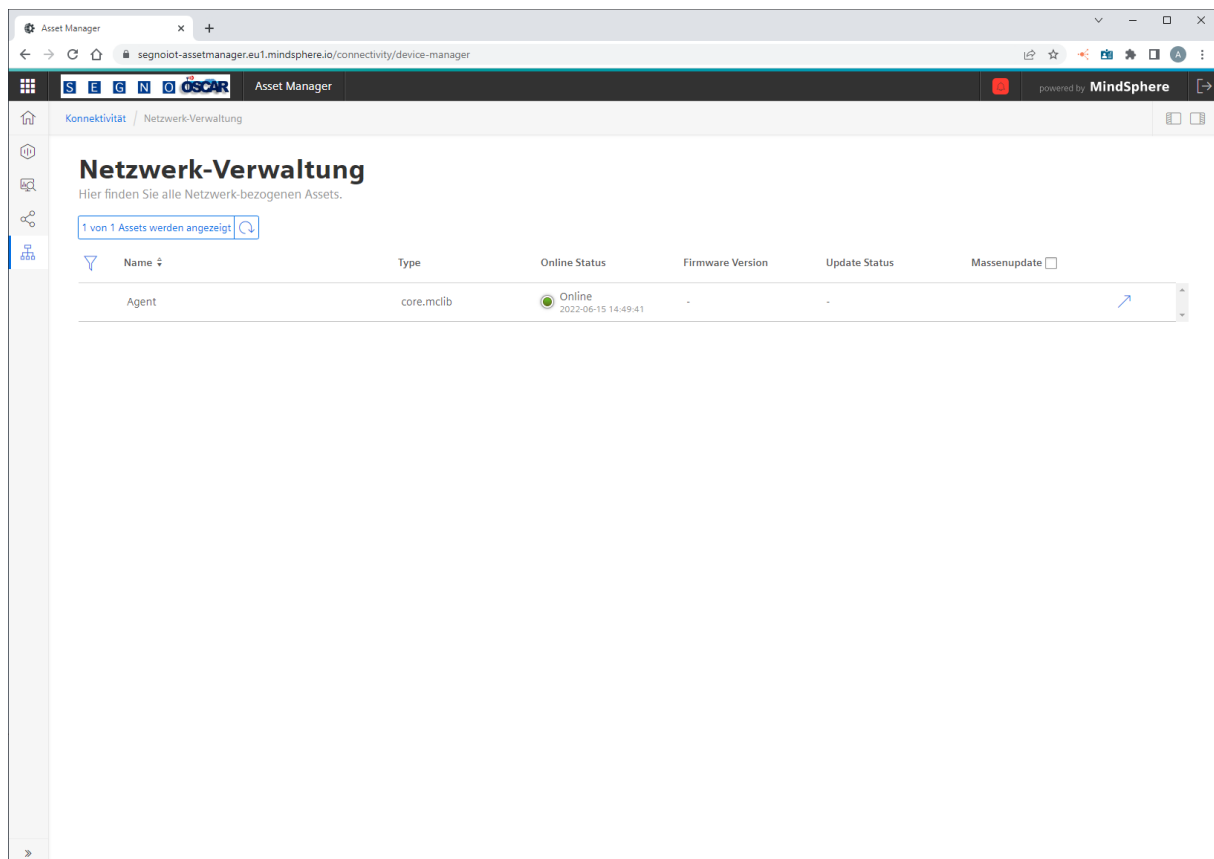 Asset Manager
segnoiot-assetmanager.eu1.mindsphere.io/connectivity/device-manager
A
SEGNO OSCAR Asset Manager powered by MindSphere
Konnektivität / Netzwerk-Verwaltung
Netzwerk-Verwaltung
Hier finden Sie alle Netzwerk-bezogenen Assets.
1 von 1 Assets werden angezeigt
Name Type Online Status Firmware Version Update Status Massenupdate
Agent core.mclib Online - -
2022-06-15 14:49:41